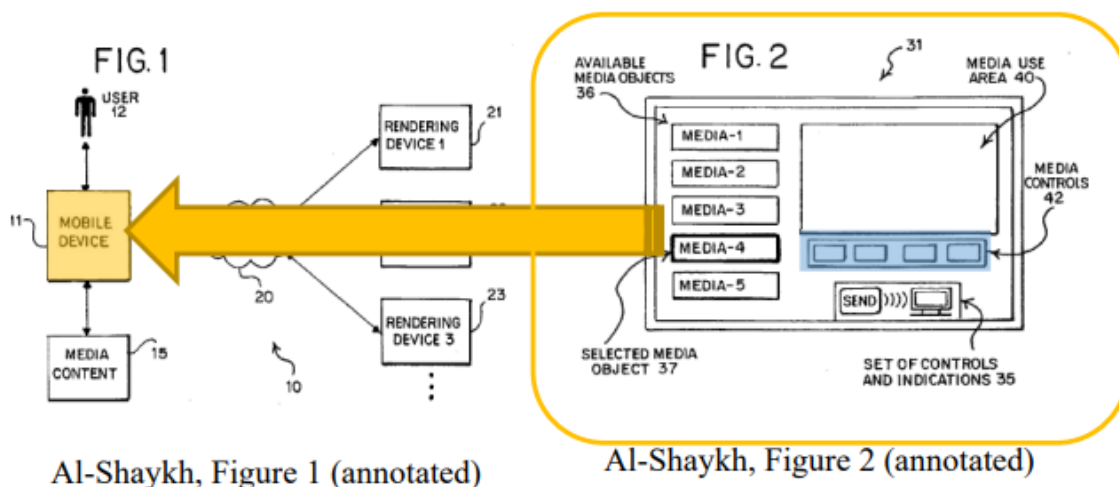 FIG. 1
USER
12
11
MOBILE
DEVICE
MEDIA
CONTENT
15
20
10
RENDERING
DEVICE 1
21
RENDERING
DEVICE 3
23
Al-Shaykh, Figure 1 (annotated)
FIG. 2
31
AVAILABLE
MEDIA OBJECTS
36
MEDIA USE
AREA 40
MEDIA-1
MEDIA-2
MEDIA-3
MEDIA-4
MEDIA-5
MEDIA
CONTROLS
42
SEND
SELECTED MEDIA
OBJECT 37
SET OF CONTROLS
AND INDICATIONS 35
Al-Shaykh, Figure 2 (annotated)